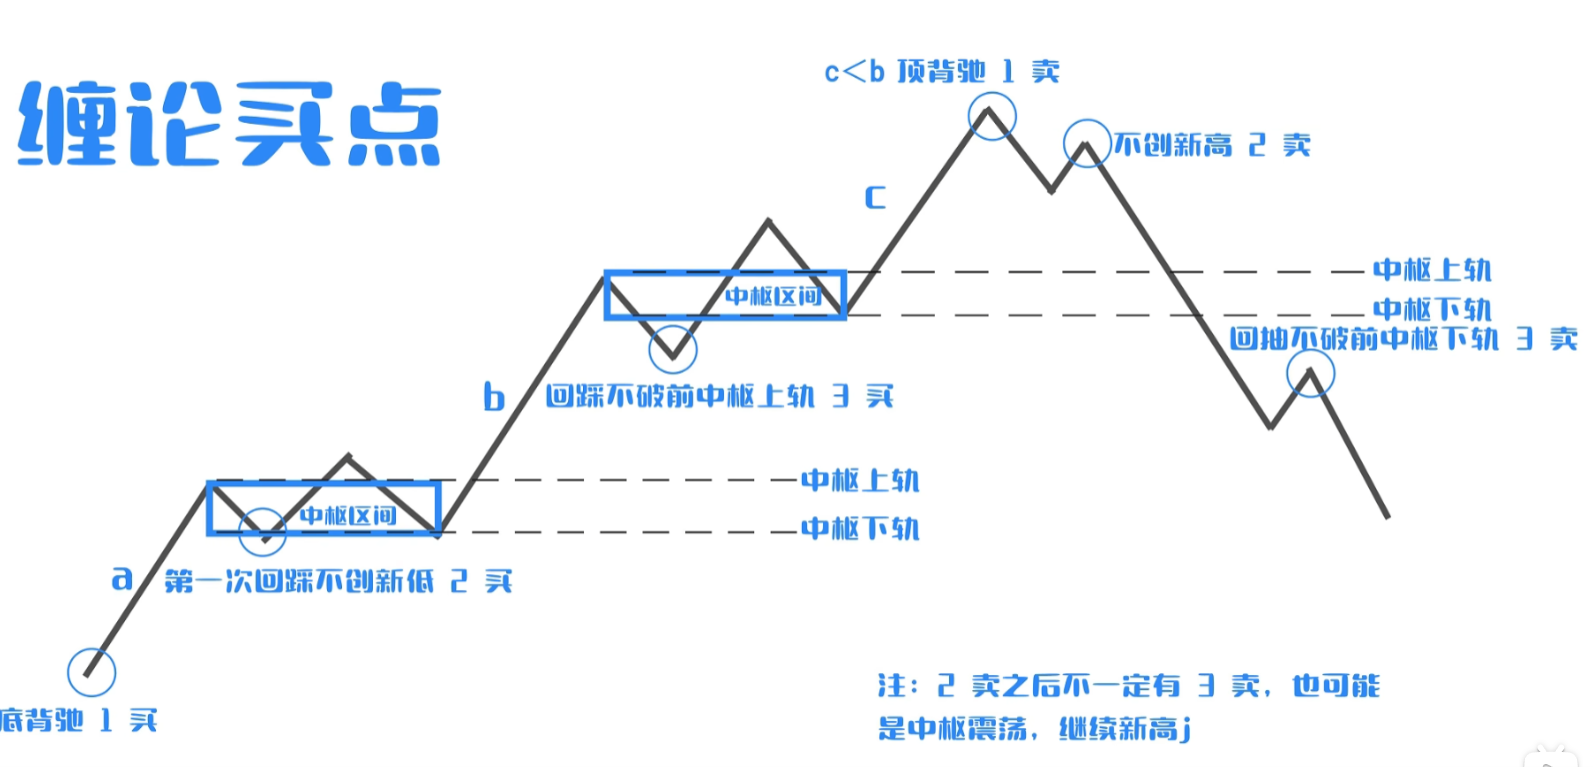 缠论买点
c<b 顶背驰 1 卖
不创新高 2 卖
c
中枢上轨
中枢区间
中枢下轨
回抽不破前中枢下轨 3 卖
b
回踩不破前中枢上轨 3 买
中枢上轨
中枢区间
中枢下轨
a
第一次回踩不创新低 2 买
底背驰 1 买
注：2 卖之后不一定有 3 卖，也可能
是中枢震荡，继续新高j